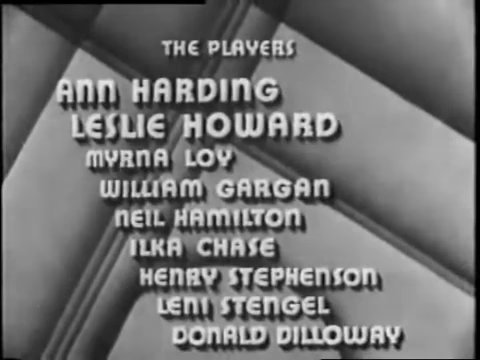 THE PLAYERS
ANN HARDING
LESLIE HOWARD
MYRNA LOY
WILLIAM GARGAN
NEIL HAMILTON
ILKA CHASE
HENRY STEPHENSON
LENI STENGEL
DONALD DILLOWAY